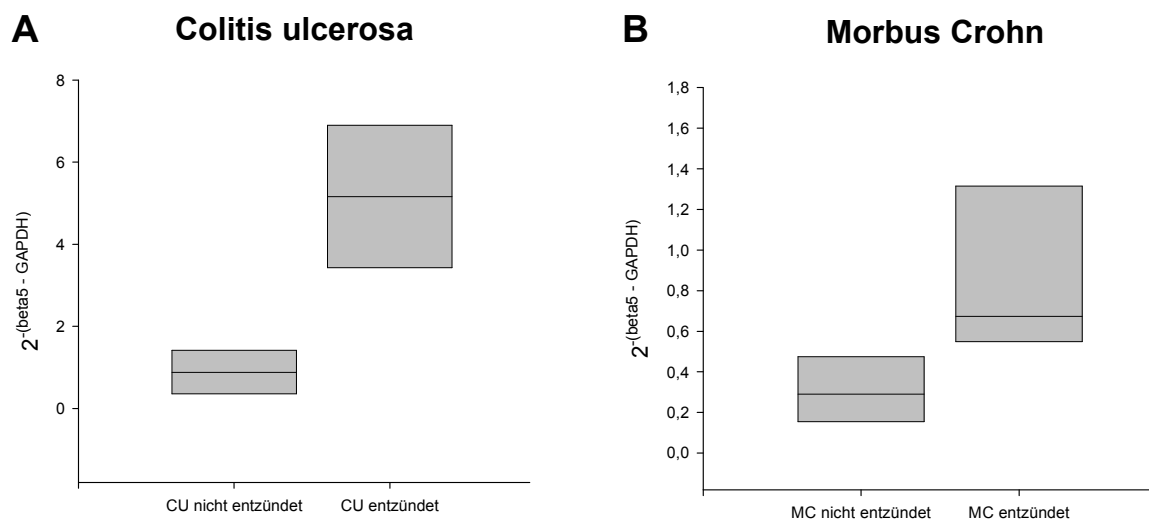 A
Colitis ulcerosa
8
6
4
2
0
2^-(beta5 - GAPDH)
CU nicht entzündet
CU entzündet
B
Morbus Crohn
1,8
1,6
1,4
1,2
1,0
0,8
0,6
0,4
0,2
0,0
2^-(beta5 - GAPDH)
MC nicht entzündet
MC entzündet